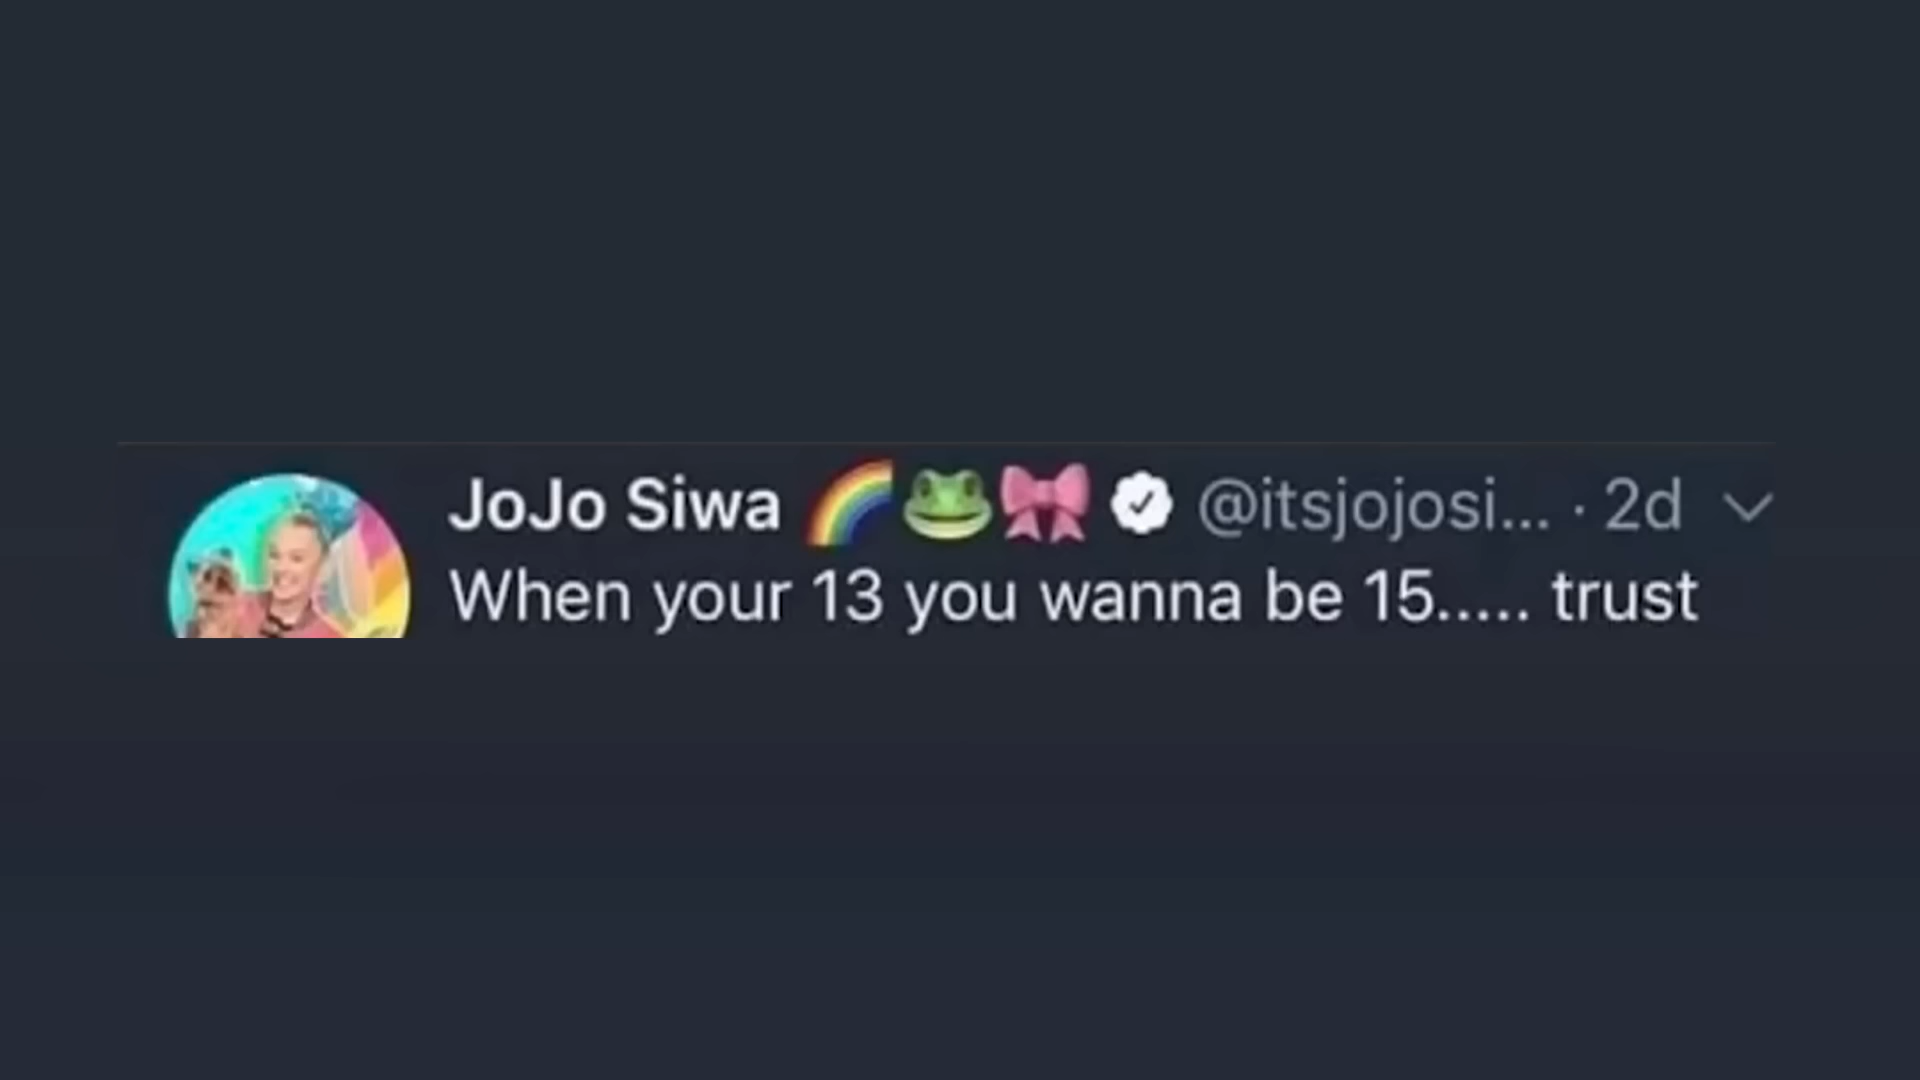 JoJo Siwa 🌈🐸🎀 @itsjojosi... · 2d
When your 13 you wanna be 15..... trust